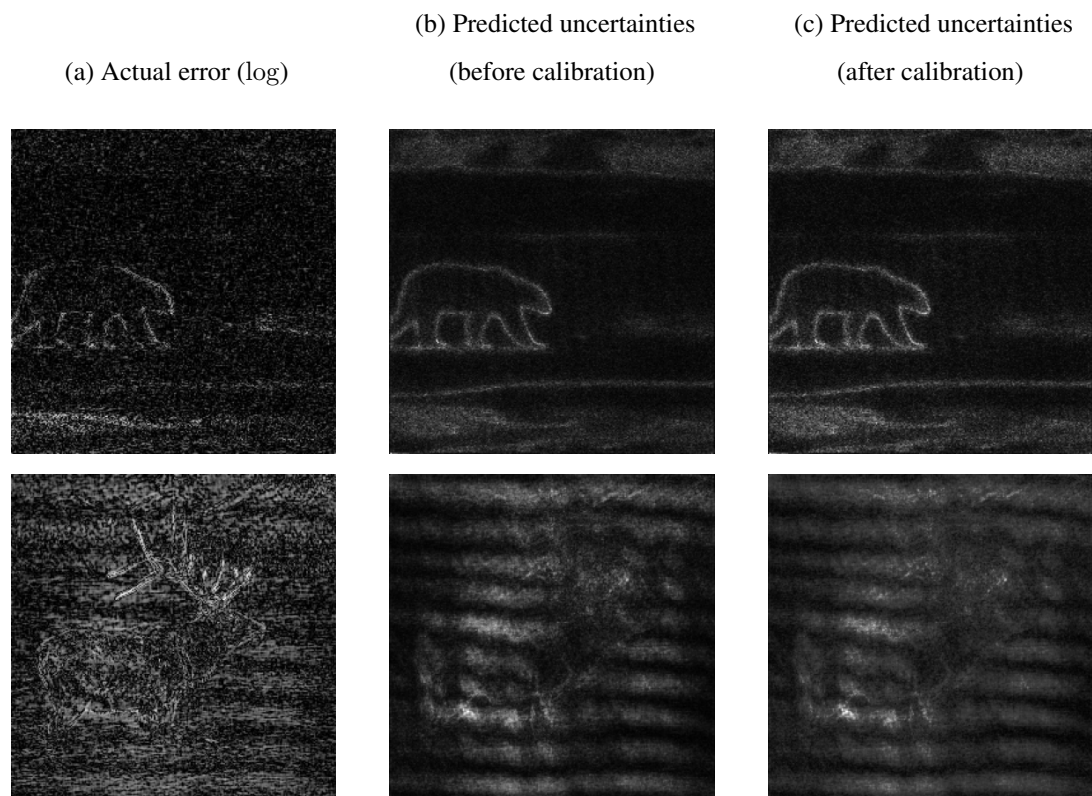 (a) Actual error (log)
(b) Predicted uncertainties
(before calibration)
(c) Predicted uncertainties
(after calibration)